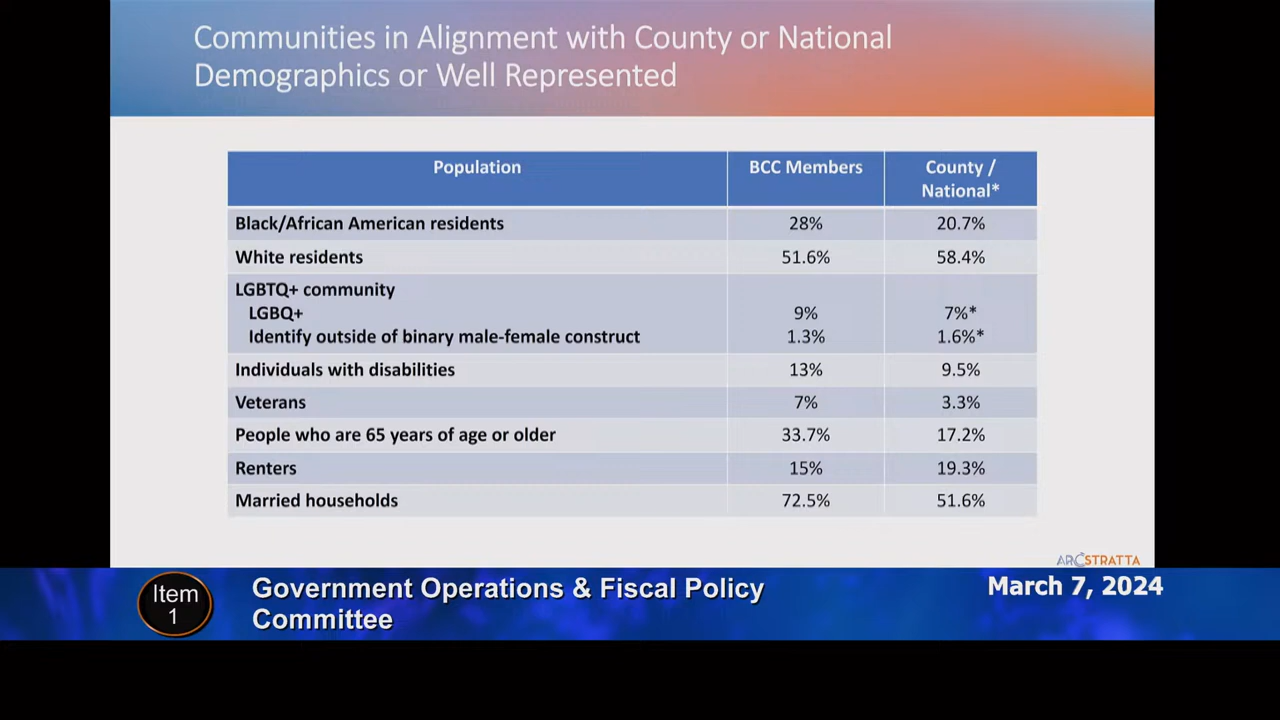 Communities in Alignment with County or National
Demographics or Well Represented
Population BCC Members County /
National*
Black/African American residents 28% 20.7%
White residents 51.6% 58.4%
LGBTQ+ community
LGBQ+ 9% 7%*
Identify outside of binary male-female construct 1.3% 1.6%*
Individuals with disabilities 13% 9.5%
Veterans 7% 3.3%
People who are 65 years of age or older 33.7% 17.2%
Renters 15% 19.3%
Married households 72.5% 51.6%
ARCSTRATTA
Item
1
Government Operations & Fiscal Policy
Committee
March 7, 2024